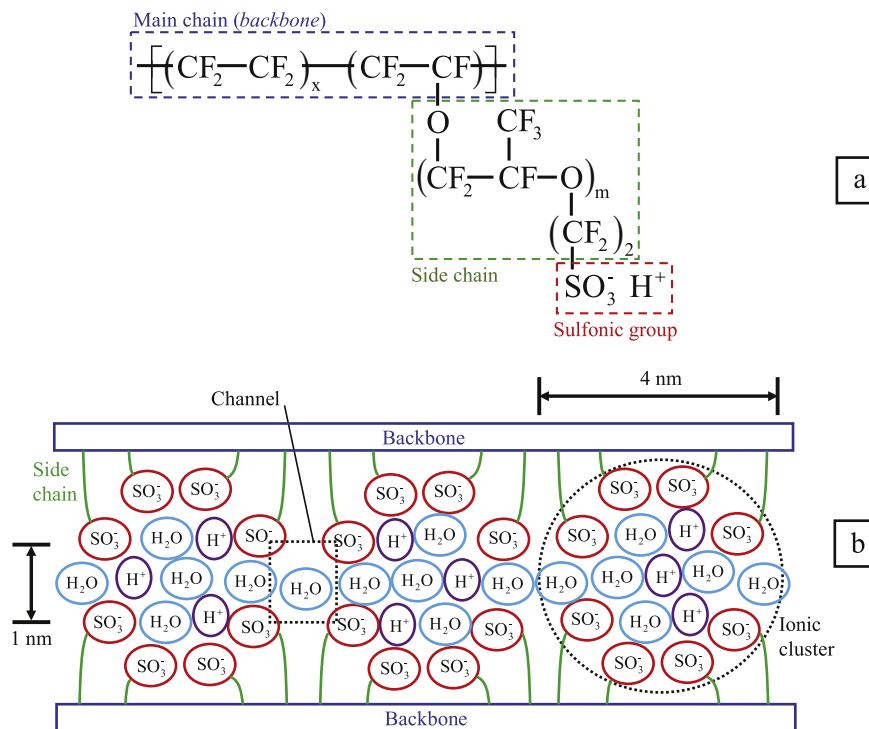 Main chain (backbone)
[(CF₂—CF₂)ₓ—(CF₂—CF)]
O CF₃
(CF₂—CF—O)ₘ
(CF₂)₂
Side chain
SO₃⁻ H⁺
Sulfonic group
a
4 nm
Channel
Backbone
Side
chain
SO₃⁻ SO₃⁻ SO₃⁻ SO₃⁻ SO₃⁻ SO₃⁻
SO₃⁻ H₂O H⁺ SO₃⁻ SO₃⁻ H⁺ H₂O SO₃⁻ SO₃⁻ H₂O H⁺ SO₃⁻
b
H₂O H⁺ H₂O H₂O H₂O H₂O H₂O H⁺ H₂O H₂O H₂O H⁺ H₂O H₂O
1 nm
SO₃⁻ H₂O H⁺ SO₃ SO₃⁻ H⁺ H₂O SO₃⁻ SO₃⁻ H₂O H⁺ SO₃⁻
Ionic
cluster
SO₃⁻ SO₃⁻ SO₃⁻ SO₃⁻ SO₃⁻ SO₃⁻
Backbone